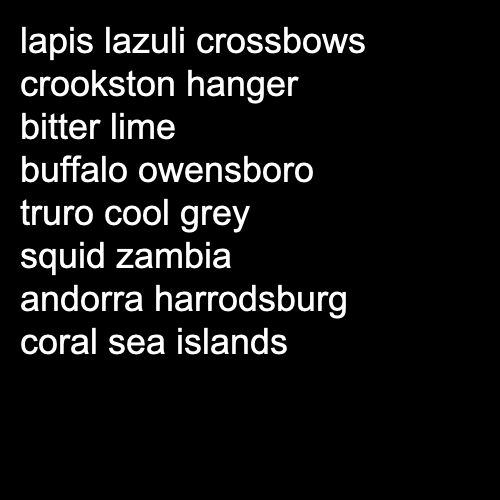 lapis lazuli crossbows
crookston hanger
bitter lime
buffalo owensboro
truro cool grey
squid zambia
andorra harrodsburg
coral sea islands